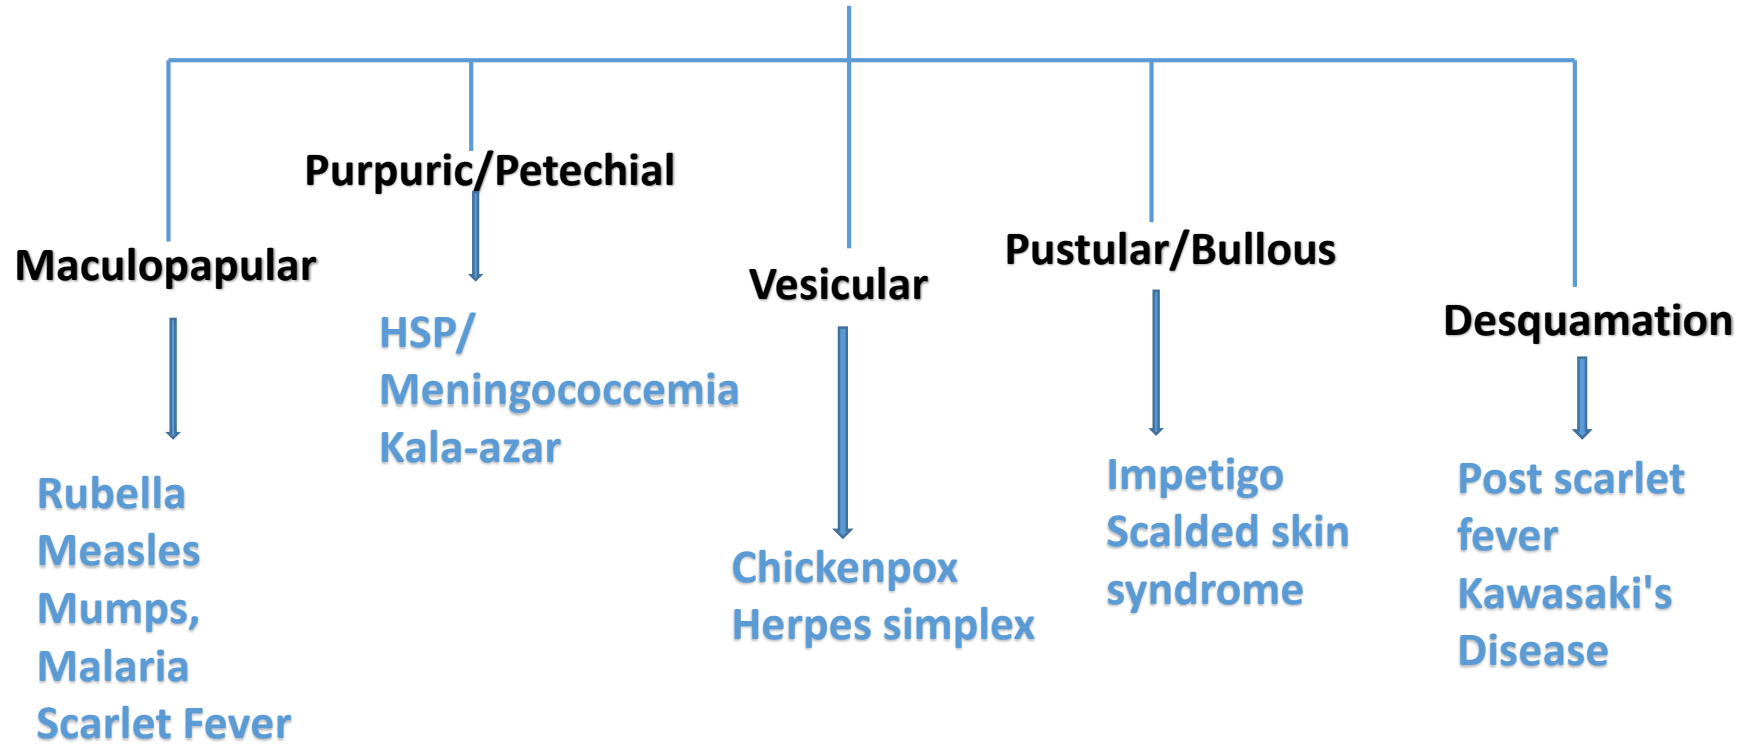 Maculopapular
Rubella
Measles
Mumps,
Malaria
Scarlet Fever
Purpuric/Petechial
HSP/
Meningococcemia
Kala-azar
Vesicular
Chickenpox
Herpes simplex
Pustular/Bullous
Impetigo
Scalded skin
syndrome
Desquamation
Post scarlet
fever
Kawasaki's
Disease